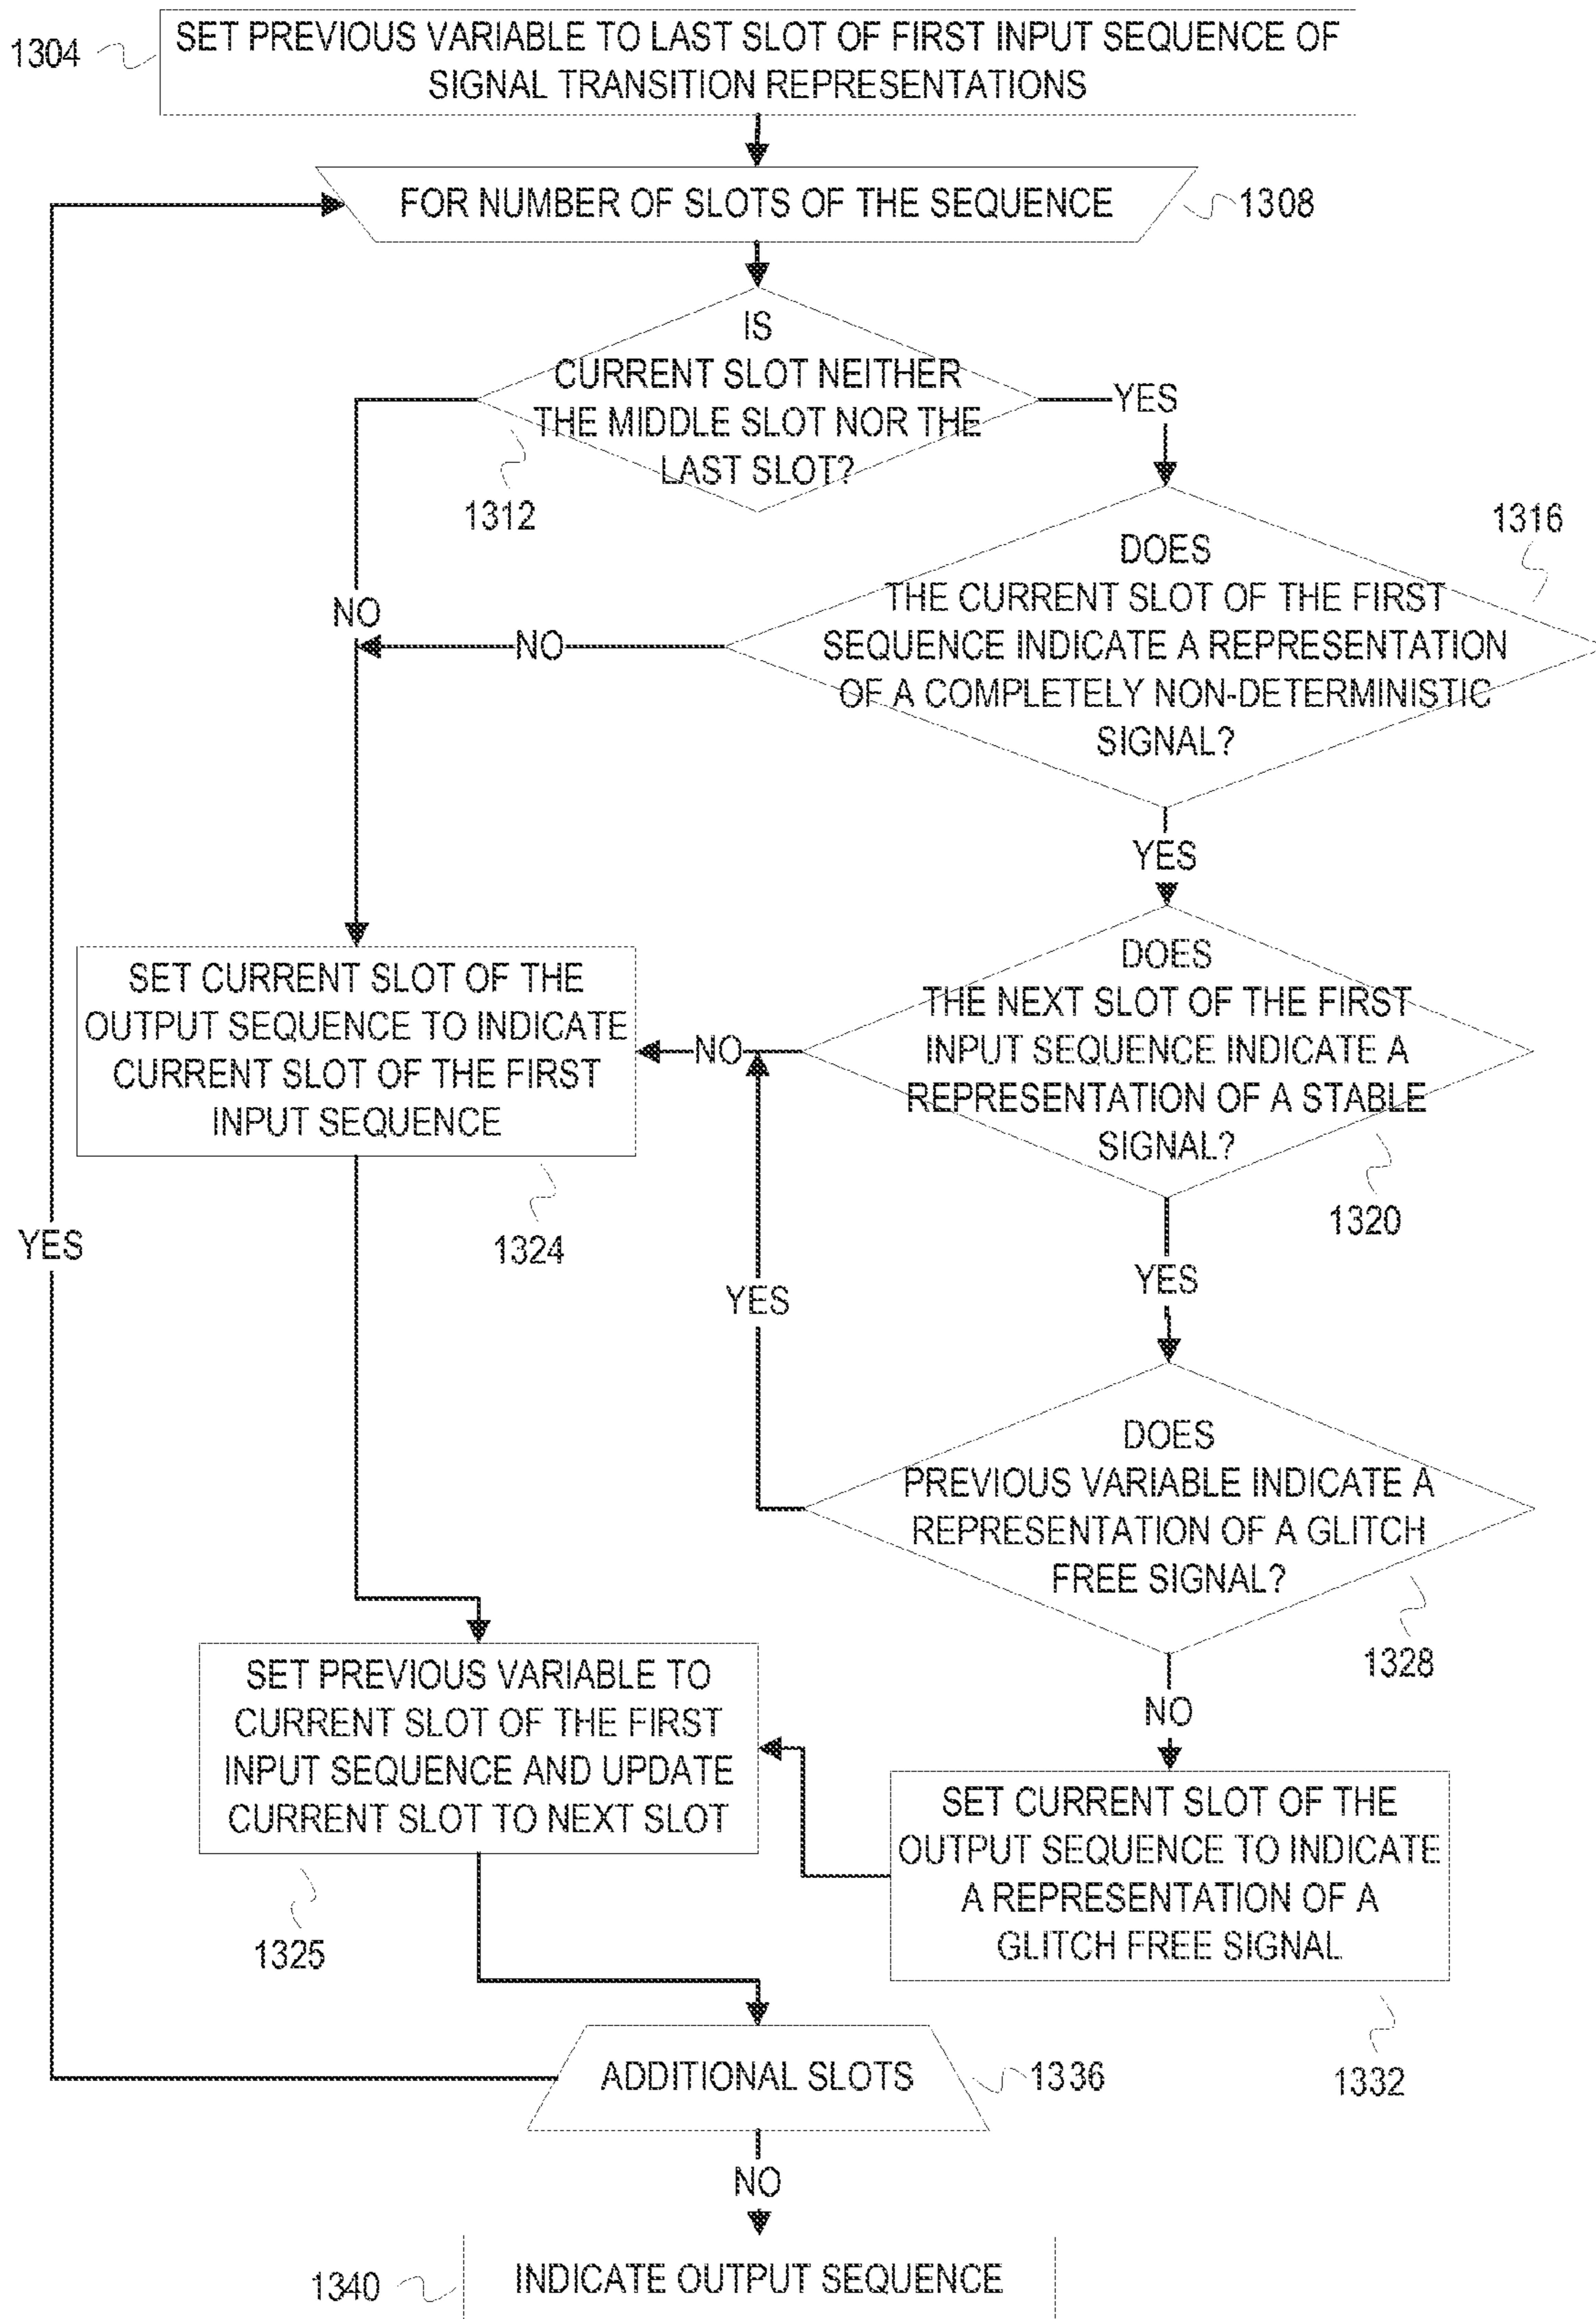 1304
SET PREVIOUS VARIABLE TO LAST SLOT OF FIRST INPUT SEQUENCE OF
SIGNAL TRANSITION REPRESENTATIONS
FOR NUMBER OF SLOTS OF THE SEQUENCE
1308
IS
CURRENT SLOT NEITHER
THE MIDDLE SLOT NOR THE
LAST SLOT?
1312
YES
NO
1316
DOES
THE CURRENT SLOT OF THE FIRST
SEQUENCE INDICATE A REPRESENTATION
OF A COMPLETELY NON-DETERMINISTIC
SIGNAL?
NO
YES
DOES
THE NEXT SLOT OF THE FIRST
INPUT SEQUENCE INDICATE A
REPRESENTATION OF A STABLE
SIGNAL?
1320
NO
SET CURRENT SLOT OF THE
OUTPUT SEQUENCE TO INDICATE
CURRENT SLOT OF THE FIRST
INPUT SEQUENCE
1324
YES
YES
YES
DOES
PREVIOUS VARIABLE INDICATE A
REPRESENTATION OF A GLITCH
FREE SIGNAL?
1328
NO
SET PREVIOUS VARIABLE TO
CURRENT SLOT OF THE FIRST
INPUT SEQUENCE AND UPDATE
CURRENT SLOT TO NEXT SLOT
1325
SET CURRENT SLOT OF THE
OUTPUT SEQUENCE TO INDICATE
A REPRESENTATION OF A
GLITCH FREE SIGNAL
1332
ADDITIONAL SLOTS
1336
NO
1340
INDICATE OUTPUT SEQUENCE